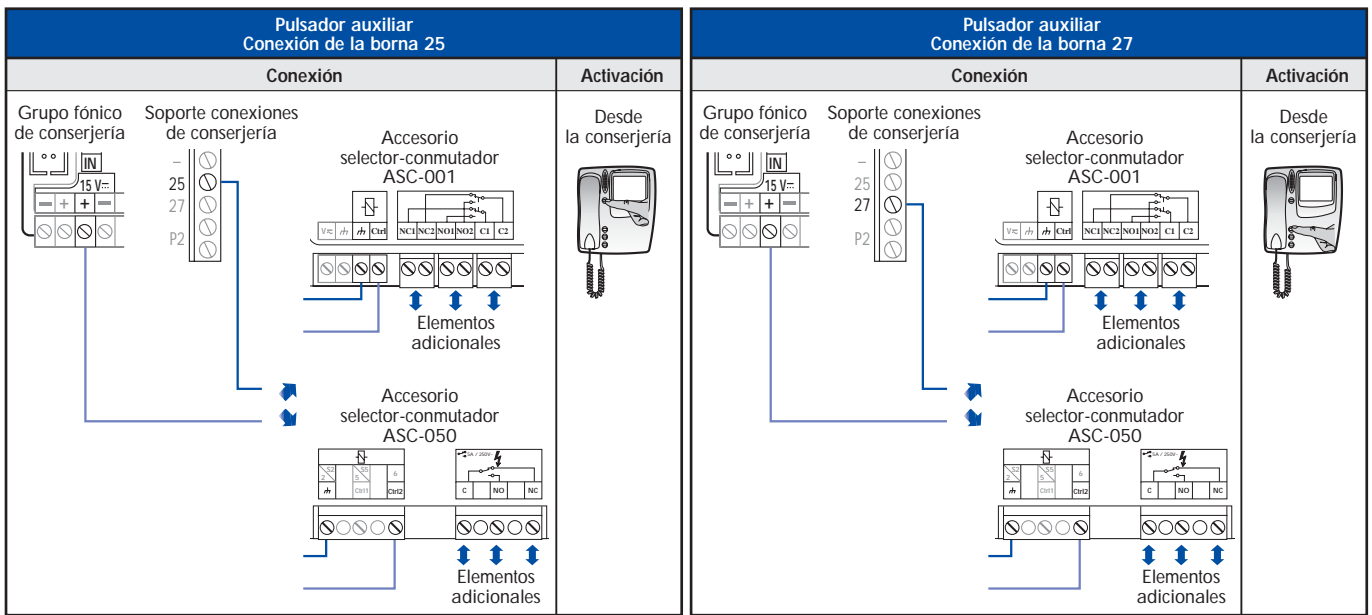 Pulsador auxiliar
Conexión de la borna 25
Conexión
Activación
Grupo fónico
de conserjería
Soporte conexiones
de conserjería
Desde
la conserjería
IN
15 V
− + + −
−
25
27
P2
Accesorio
selector-conmutador
ASC-001
V Ctrl
NC1 NC2 NO1 NO2 C1 C2
Elementos
adicionales
Accesorio
selector-conmutador
ASC-050
S2 S5
2 5 6
Ctrl1 Ctrl2
5A / 250V~
C NO NC
Elementos
adicionales
Pulsador auxiliar
Conexión de la borna 27
Conexión
Activación
Grupo fónico
de conserjería
Soporte conexiones
de conserjería
Desde
la conserjería
IN
15 V
− + + −
−
25
27
P2
Accesorio
selector-conmutador
ASC-001
V Ctrl
NC1 NC2 NO1 NO2 C1 C2
Elementos
adicionales
Accesorio
selector-conmutador
ASC-050
S2 S5
2 5 6
Ctrl1 Ctrl2
5A / 250V~
C NO NC
Elementos
adicionales